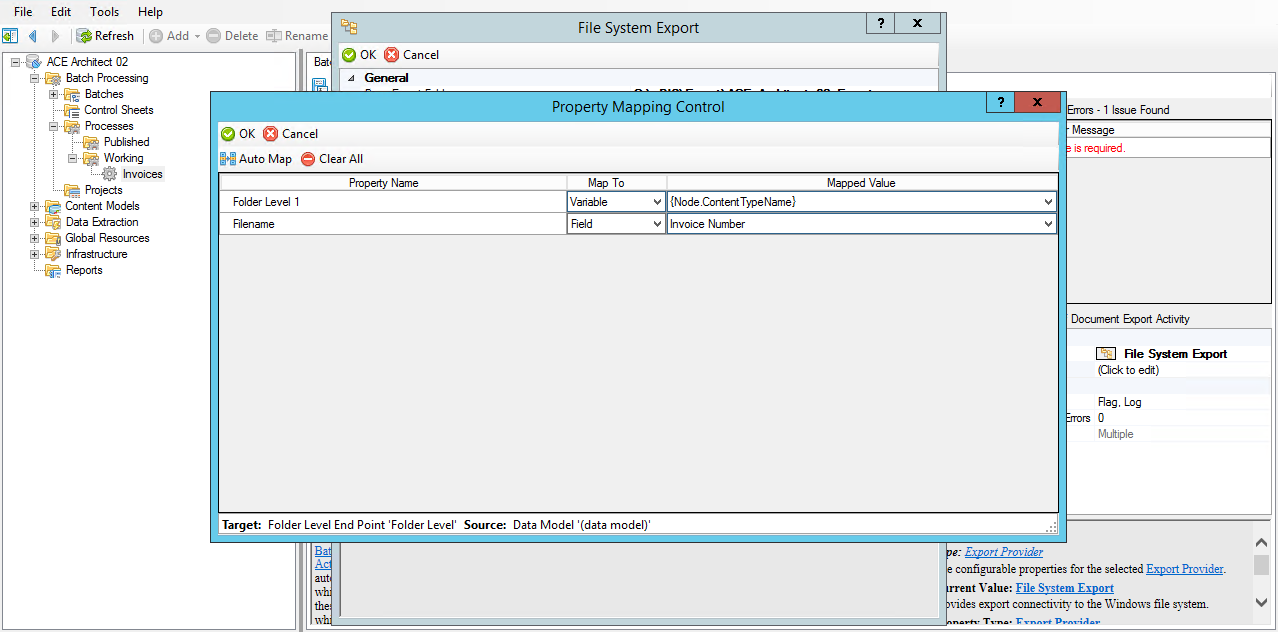 File Edit Tools Help
Refresh Add Delete Rename
ACE Architect 02
Batch Processing
Batches
Control Sheets
Processes
Published
Working
Invoices
Projects
Content Models
Data Extraction
Global Resources
Infrastructure
Reports
File System Export
? x
OK Cancel
General
Property Mapping Control
? x
OK Cancel
Auto Map Clear All
Property Name Map To Mapped Value
Folder Level 1 Variable {Node.ContentTypeName}
Filename Field Invoice Number
Target: Folder Level End Point 'Folder Level' Source: Data Model '(data model)'
Errors - 1 Issue Found
Message
is required.
Document Export Activity
File System Export
(Click to edit)
Flag, Log
Errors 0
Multiple
Export Provider
configurable properties for the selected Export Provider.
Value: File System Export
export connectivity to the Windows file system.
Type: Export Provider